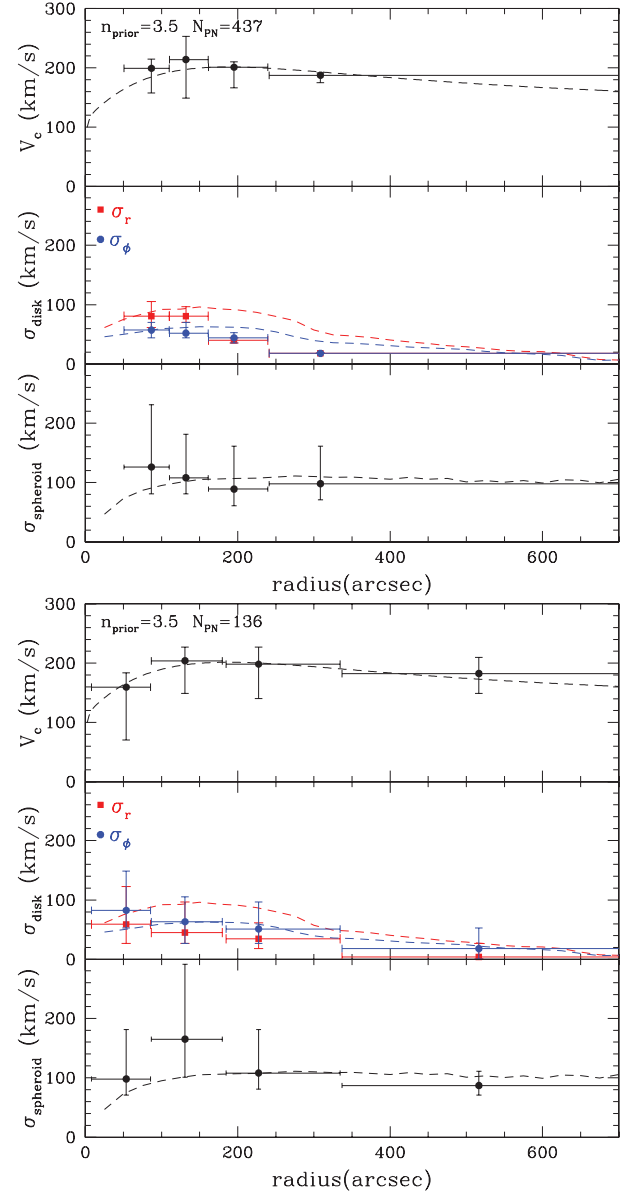 n_prior=3.5 N_PN=437
300
200
100
0
V_c (km/s)
σ_r
σ_ϕ
200
100
0
σ_disk (km/s)
200
100
0
σ_spheroid (km/s)
0 200 400 600
radius(arcsec)
n_prior=3.5 N_PN=136
300
200
100
0
V_c (km/s)
σ_r
σ_ϕ
200
100
0
σ_disk (km/s)
200
100
0
σ_spheroid (km/s)
0 200 400 600
radius(arcsec)